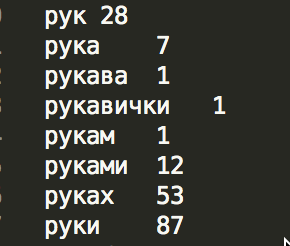 рук 28
рука 7
рукава 1
рукавички 1
рукам 1
руками 12
руках 53
руки 87